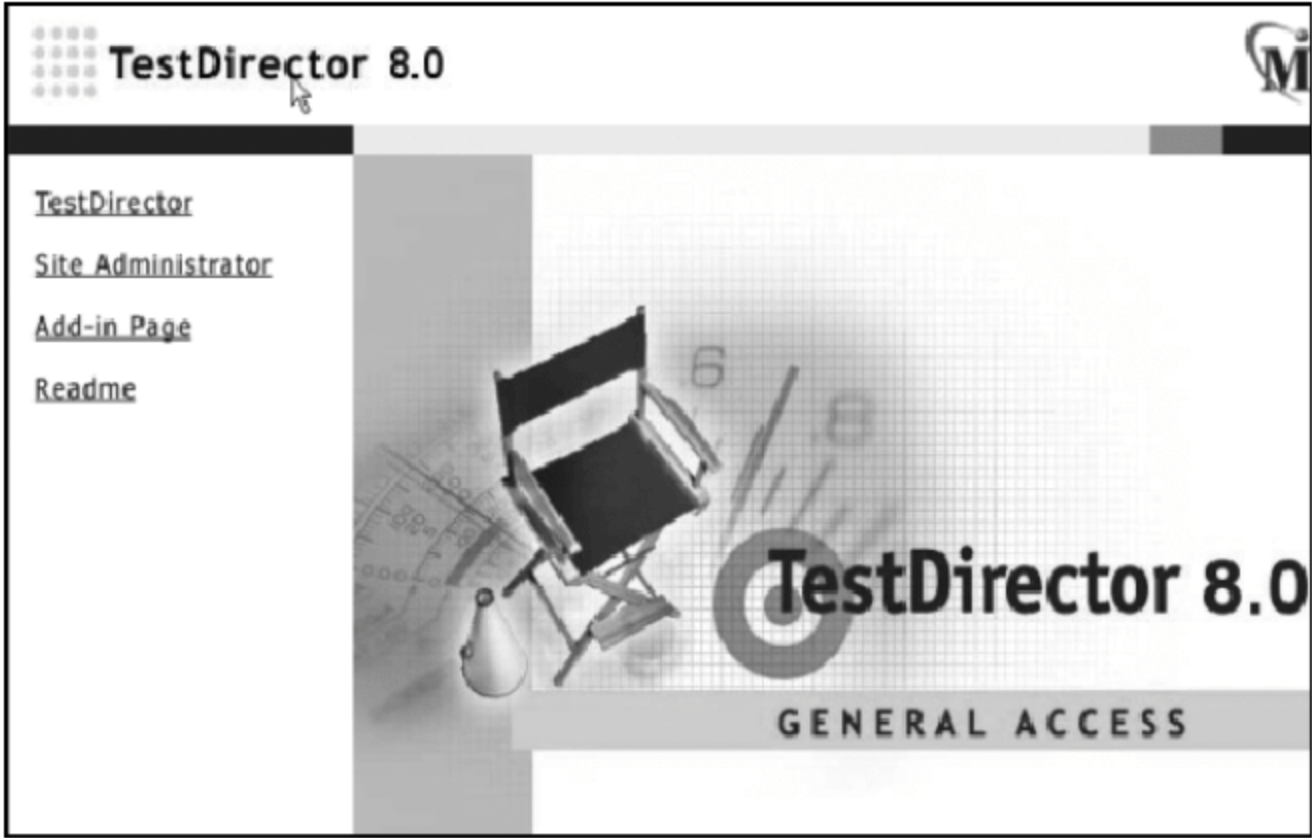 TestDirector 8.0
M
TestDirector
Site Administrator
Add-in Page
Readme
6
8
TestDirector 8.0
GENERAL ACCESS